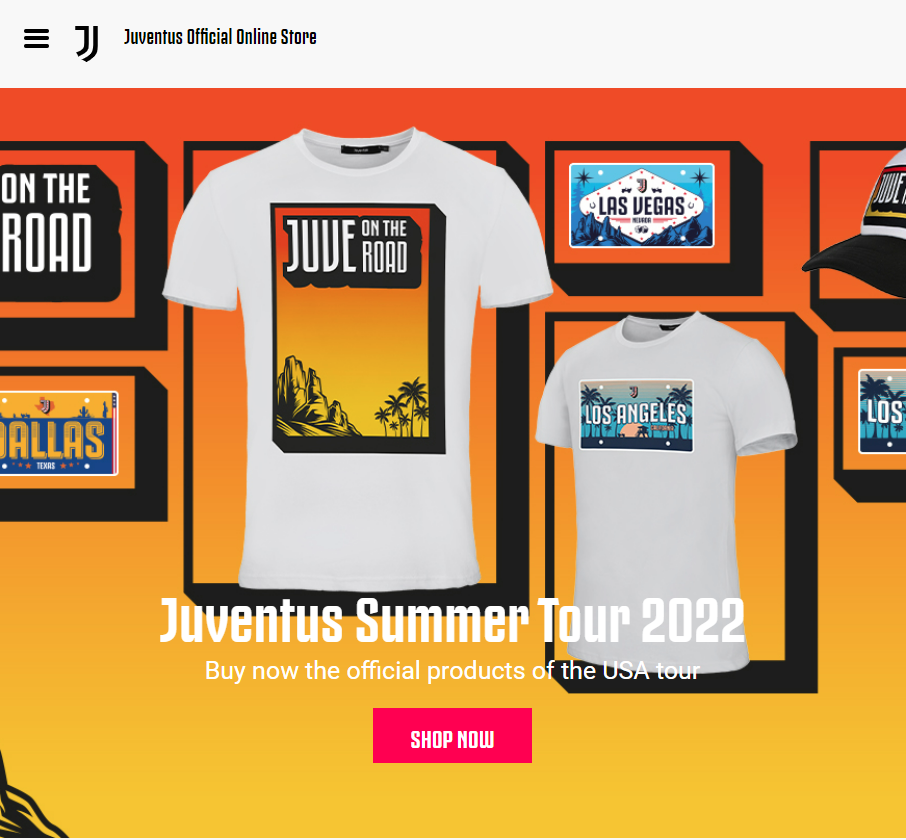 Juventus Official Online Store
ON THE
ROAD
JUVE ON THE
ROAD
LAS VEGAS
NEVADA
JUVE
LOS ANGELES
LOS
DALLAS
TEXAS
Juventus Summer Tour 2022
Buy now the official products of the USA tour
SHOP NOW